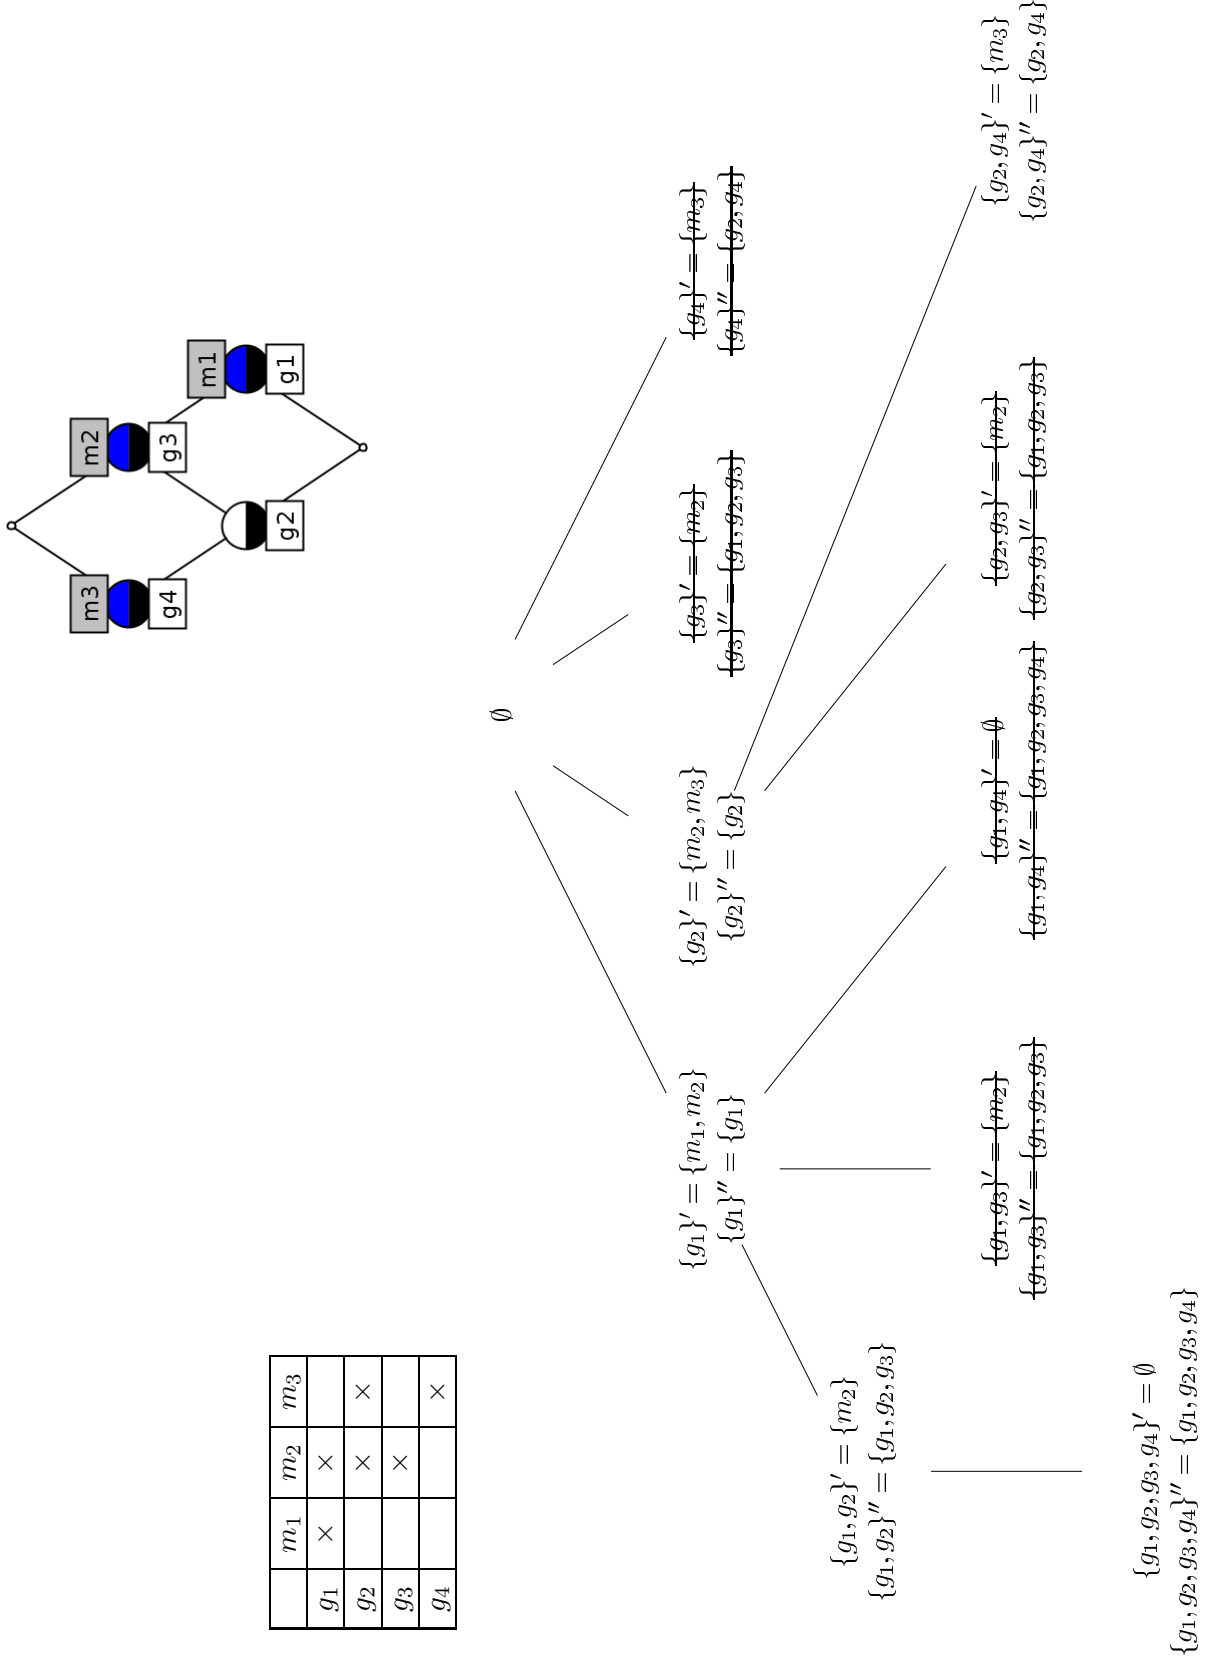 m₁ m₂ m₃
g₁ × ×
g₂ × ×
g₃ ×
g₄ ×
m3 m2
g4 g3
m1
g2 g1
∅
{g₁}′ = {m₁, m₂}
{g₁}″ = {g₁}
{g₂}′ = {m₂, m₃}
{g₂}″ = {g₂}
{g₃}′ = {m₂}
{g₃}″ = {g₁, g₂, g₃}
{g₄}′ = {m₃}
{g₄}″ = {g₂, g₄}
{g₁, g₂}′ = {m₂}
{g₁, g₂}″ = {g₁, g₂, g₃}
{g₁, g₃}′ = {m₂}
{g₁, g₃}″ = {g₁, g₂, g₃}
{g₁, g₄}′ = ∅
{g₁, g₄}″ = {g₁, g₂, g₃, g₄}
{g₂, g₃}′ = {m₂}
{g₂, g₃}″ = {g₁, g₂, g₃}
{g₂, g₄}′ = {m₃}
{g₂, g₄}″ = {g₂, g₄}
{g₁, g₂, g₃, g₄}′ = ∅
{g₁, g₂, g₃, g₄}″ = {g₁, g₂, g₃, g₄}